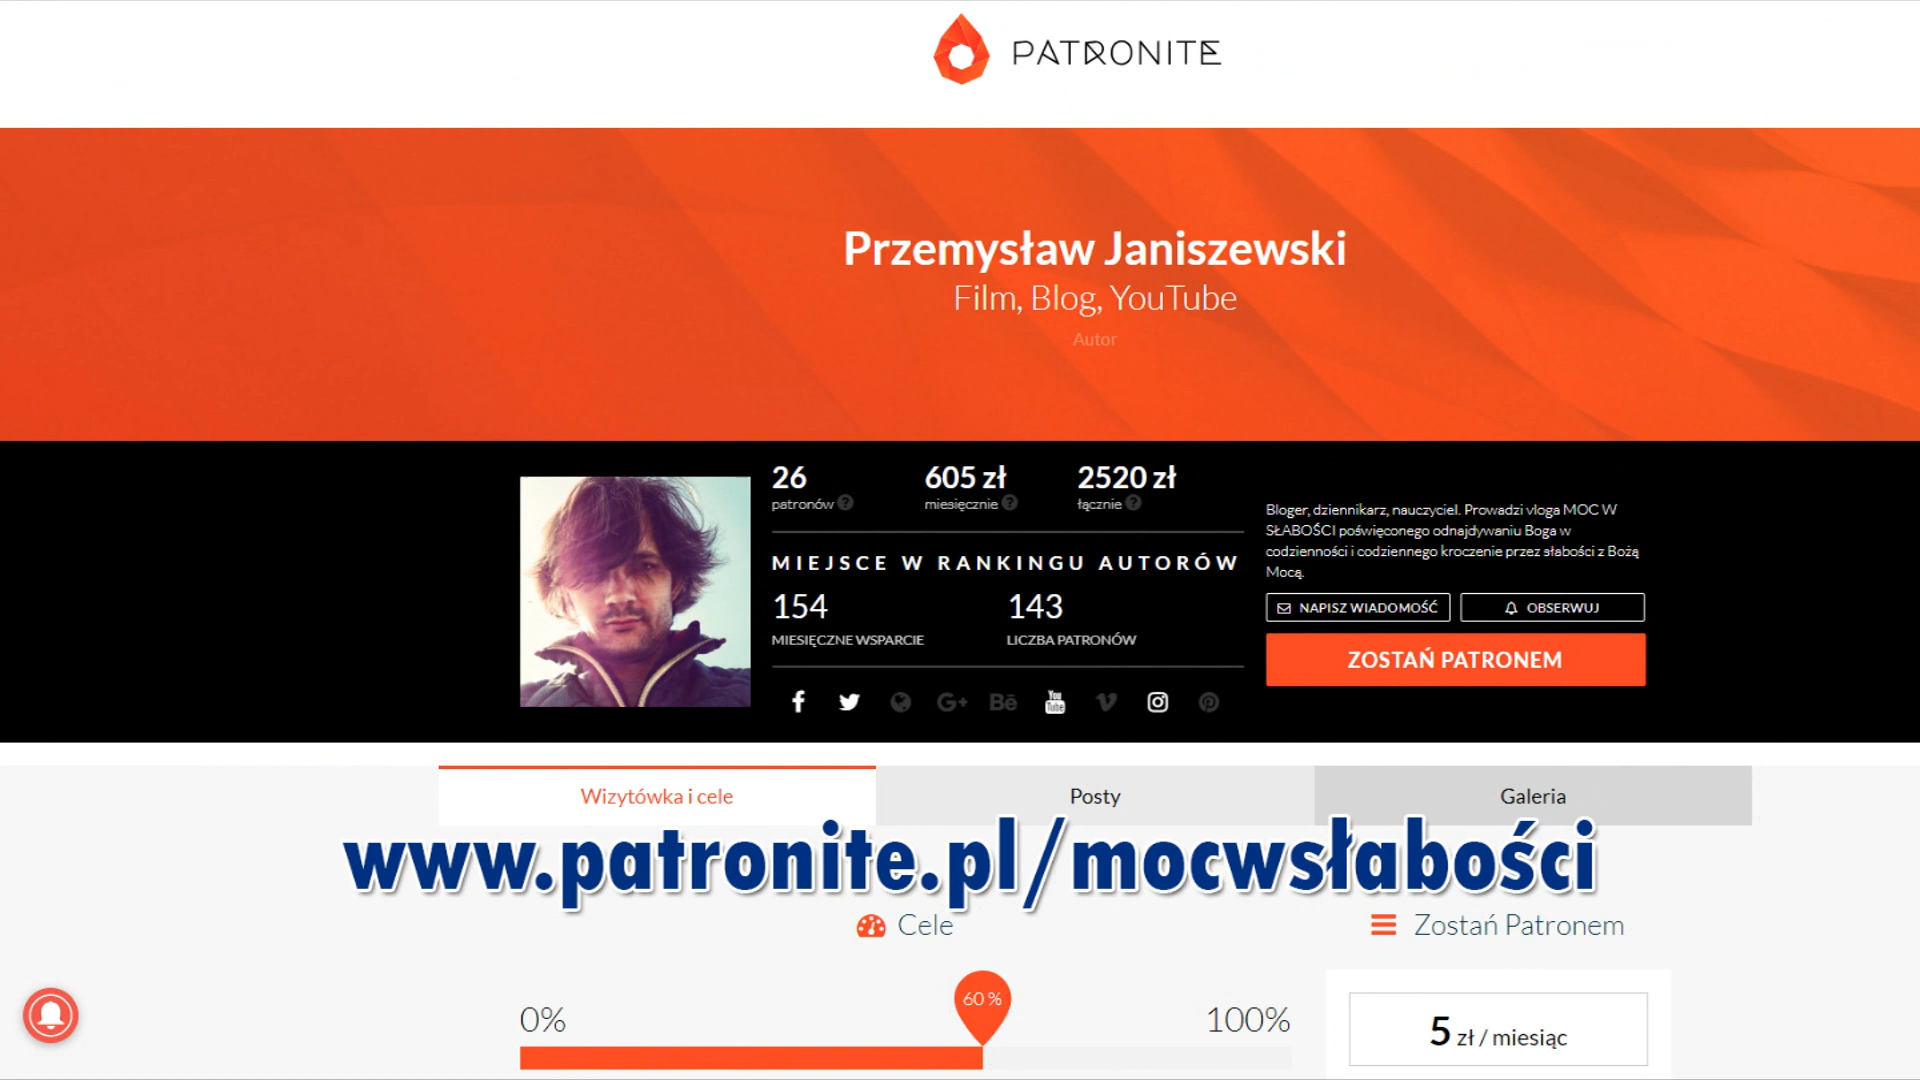 PATRONITE
Przemysław Janiszewski
Film, Blog, YouTube
Autor
26
patronów
605 zł
miesięcznie
2520 zł
łącznie
MIEJSCE W RANKINGU AUTORÓW
154
MIESIĘCZNE WSPARCIE
143
LICZBA PATRONÓW
Bloger, dziennikarz, nauczyciel. Prowadzi vloga MOC W
SŁABOŚCI poświęconego odnajdywaniu Boga w
codzienności i codziennego kroczenie przez słabości z Bożą
Mocą.
NAPISZ WIADOMOŚĆ
OBSERWUJ
ZOSTAŃ PATRONEM
G+
Bē
You
Tube
Wizytówka i cele
Posty
Galeria
www.patronite.pl/mocwsłabości
Cele
Zostań Patronem
0%
60 %
100%
5 zł / miesiąc